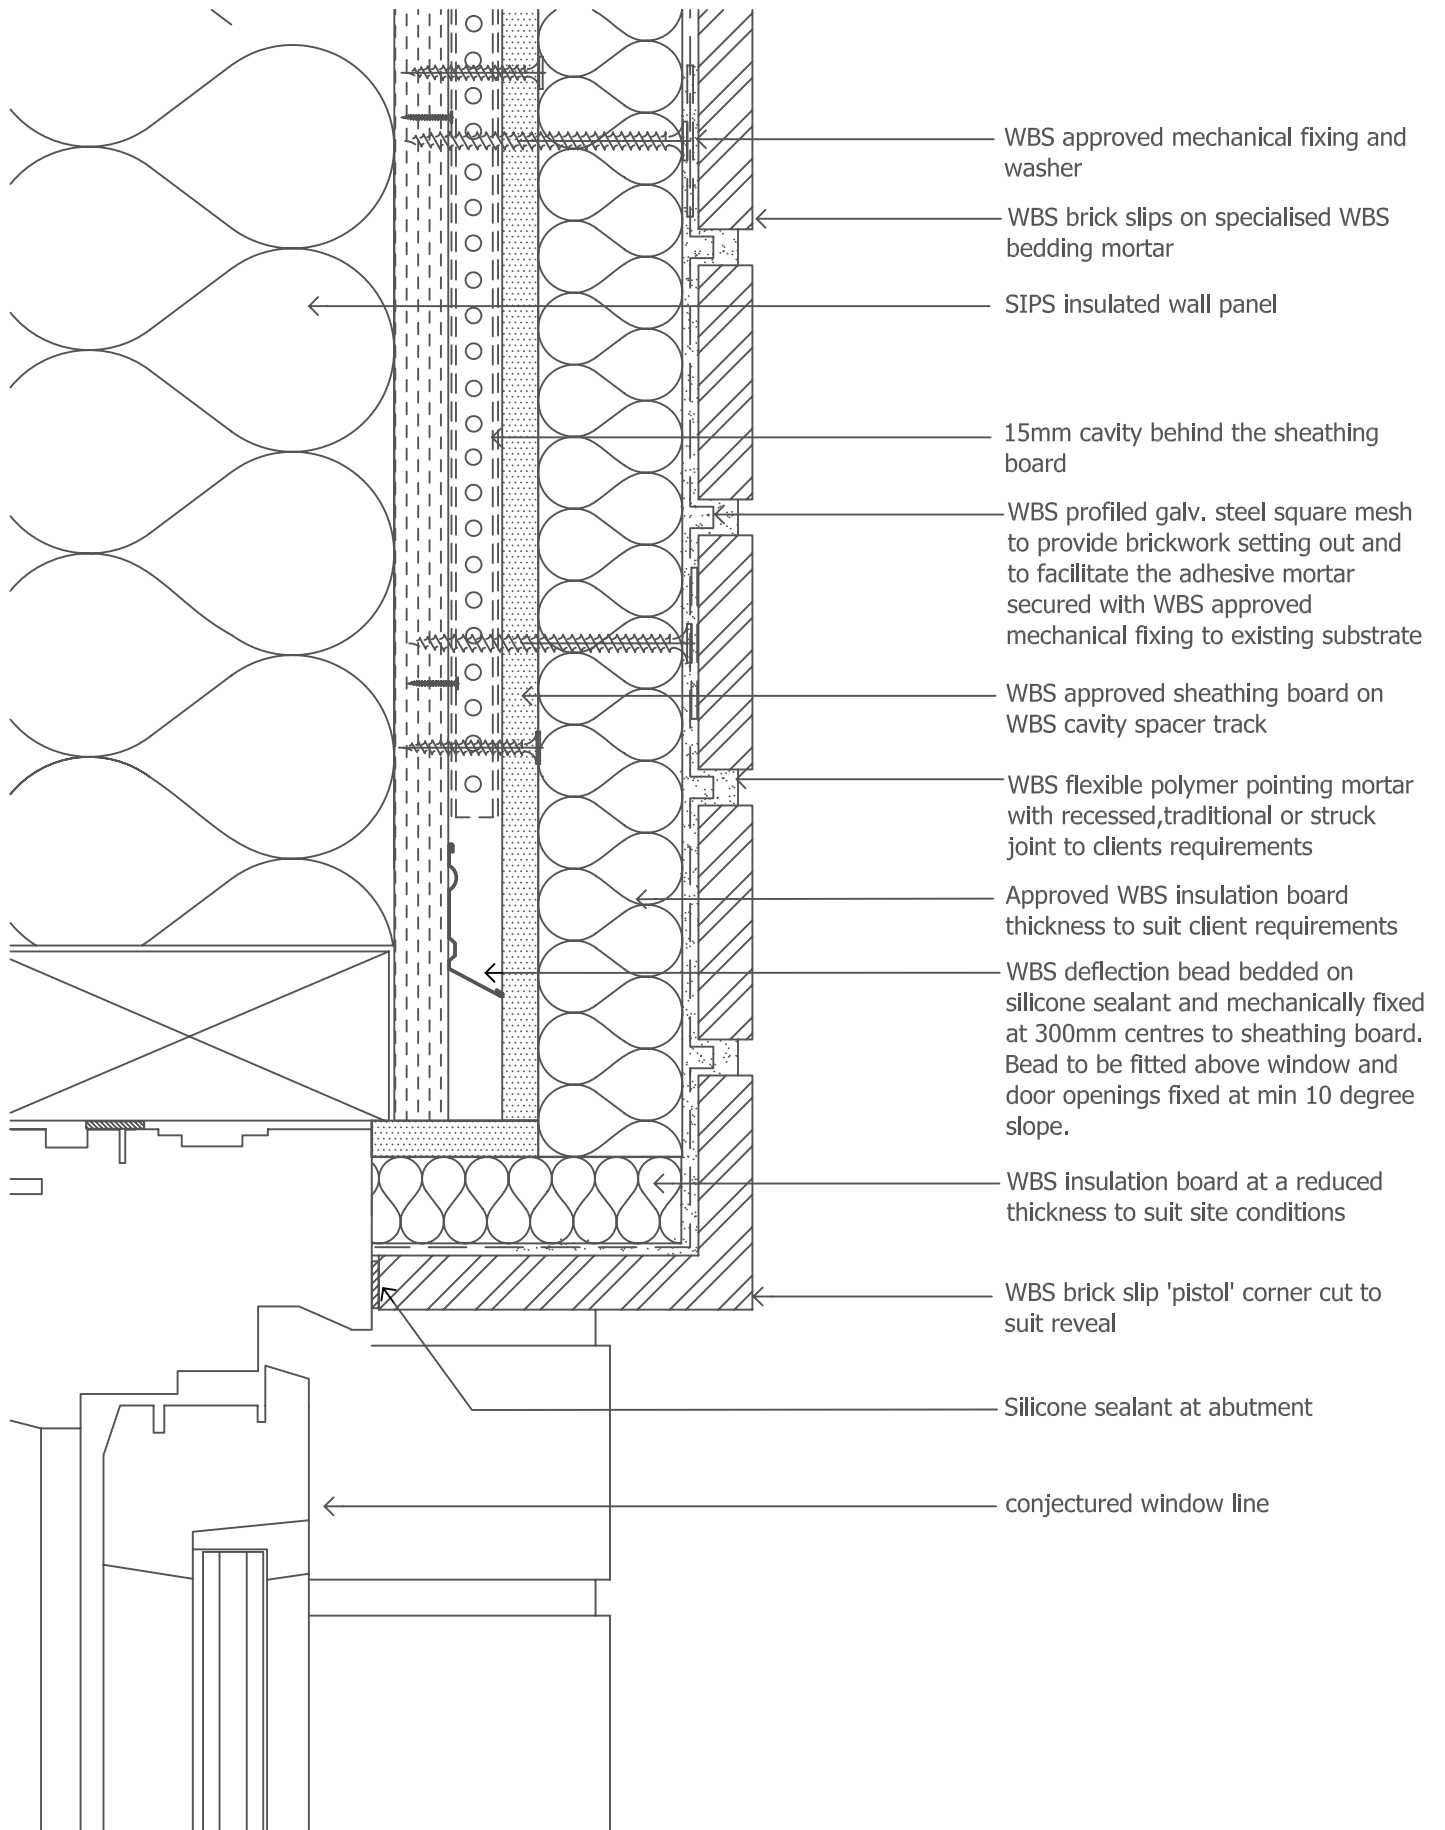 WBS approved mechanical fixing and
washer
WBS brick slips on specialised WBS
bedding mortar
SIPS insulated wall panel
15mm cavity behind the sheathing
board
WBS profiled galv. steel square mesh
to provide brickwork setting out and
to facilitate the adhesive mortar
secured with WBS approved
mechanical fixing to existing substrate
WBS approved sheathing board on
WBS cavity spacer track
WBS flexible polymer pointing mortar
with recessed,traditional or struck
joint to clients requirements
Approved WBS insulation board
thickness to suit client requirements
WBS deflection bead bedded on
silicone sealant and mechanically fixed
at 300mm centres to sheathing board.
Bead to be fitted above window and
door openings fixed at min 10 degree
slope.
WBS insulation board at a reduced
thickness to suit site conditions
WBS brick slip 'pistol' corner cut to
suit reveal
Silicone sealant at abutment
conjectured window line